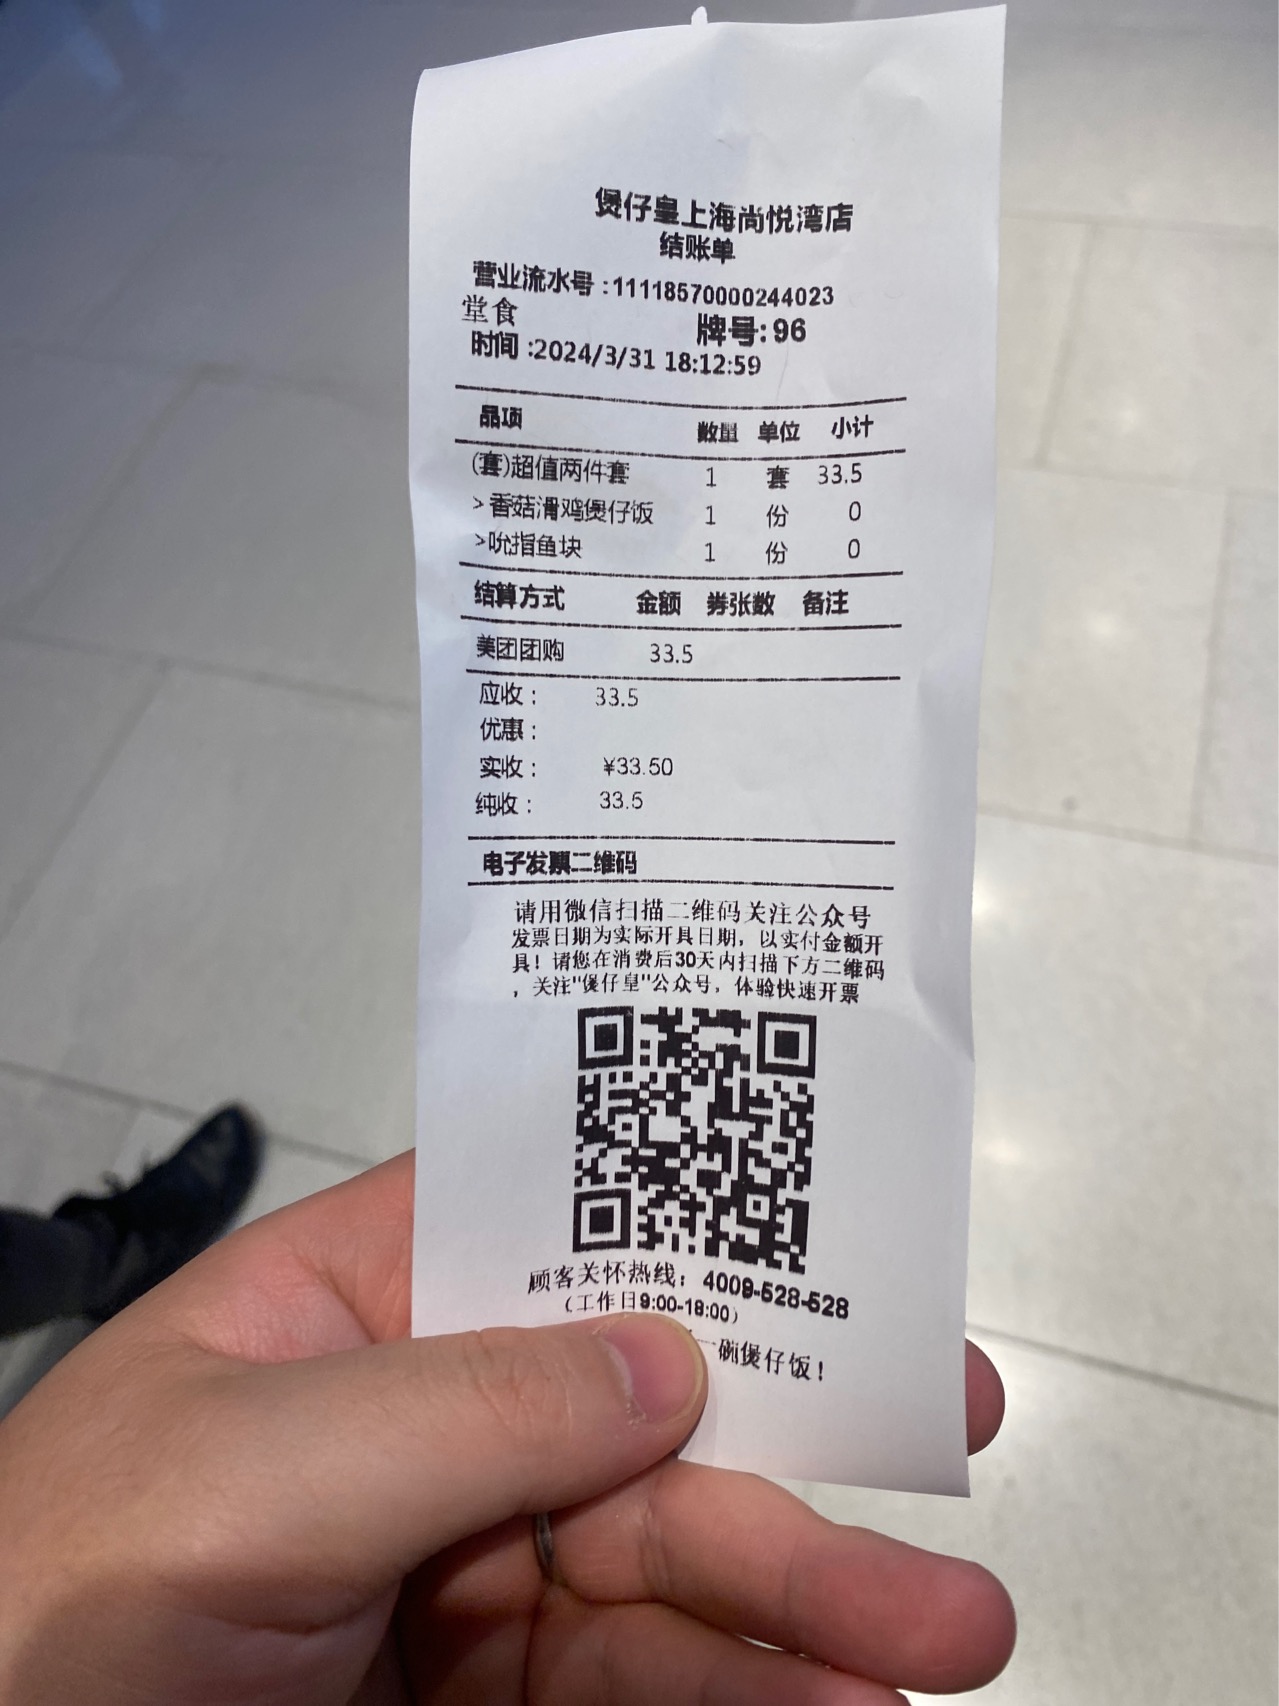 煲仔皇上海尚悦湾店
结账单
营业流水号:11118570000244023
堂食 牌号:96
时间:2024/3/31 18:12:59
品项 数量 单位 小计
(套)超值两件套 1 套 33.5
>香菇滑鸡煲仔饭 1 份 0
>吮指鱼块 1 份 0
结算方式 金额 券张数 备注
美团团购 33.5
应收: 33.5
优惠:
实收: ¥33.50
纯收: 33.5
电子发票二维码
请用微信扫描二维码关注公众号
发票日期为实际开具日期，以实付金额开
具！请您在消费后30天内扫描下方二维码
，关注"煲仔皇"公众号，体验快速开票
顾客关怀热线：4009-528-528
（工作日9:00-18:00）
一碗煲仔饭！